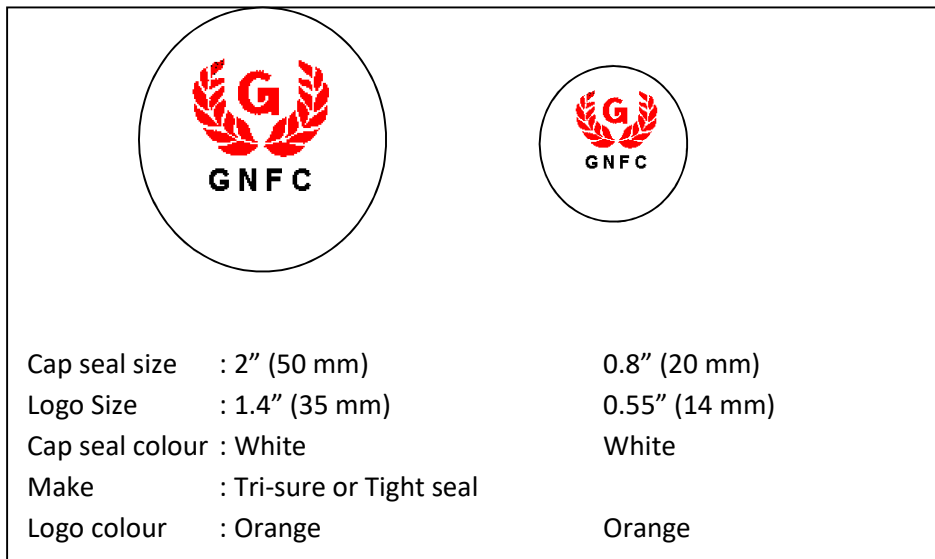 G
GNFC
G
GNFC
Cap seal size : 2” (50 mm) 0.8” (20 mm)
Logo Size : 1.4” (35 mm) 0.55” (14 mm)
Cap seal colour : White White
Make : Tri-sure or Tight seal
Logo colour : Orange Orange